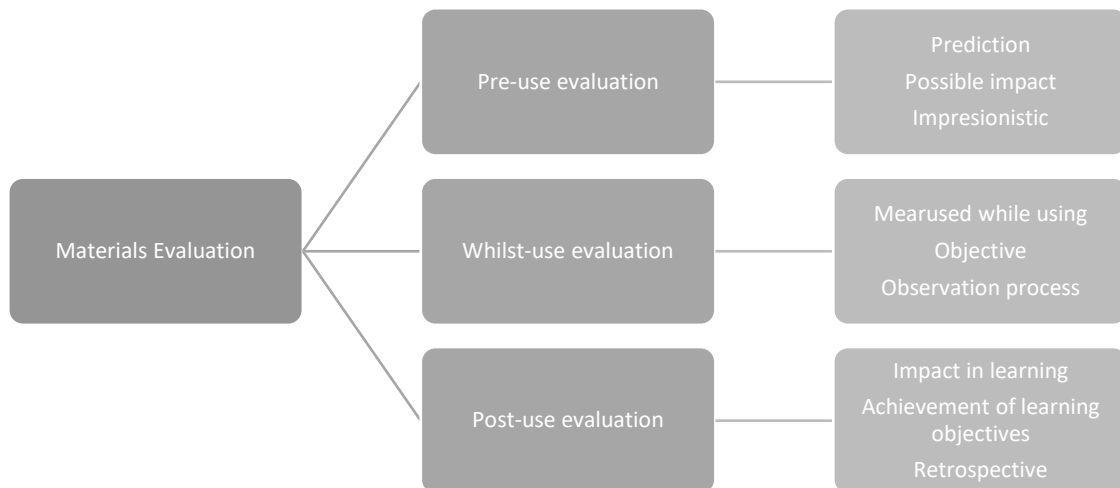 Materials Evaluation
Pre-use evaluation
Prediction
Possible impact
Impresionistic
Whilst-use evaluation
Mearused while using
Objective
Observation process
Post-use evaluation
Impact in learning
Achievement of learning
objectives
Retrospective